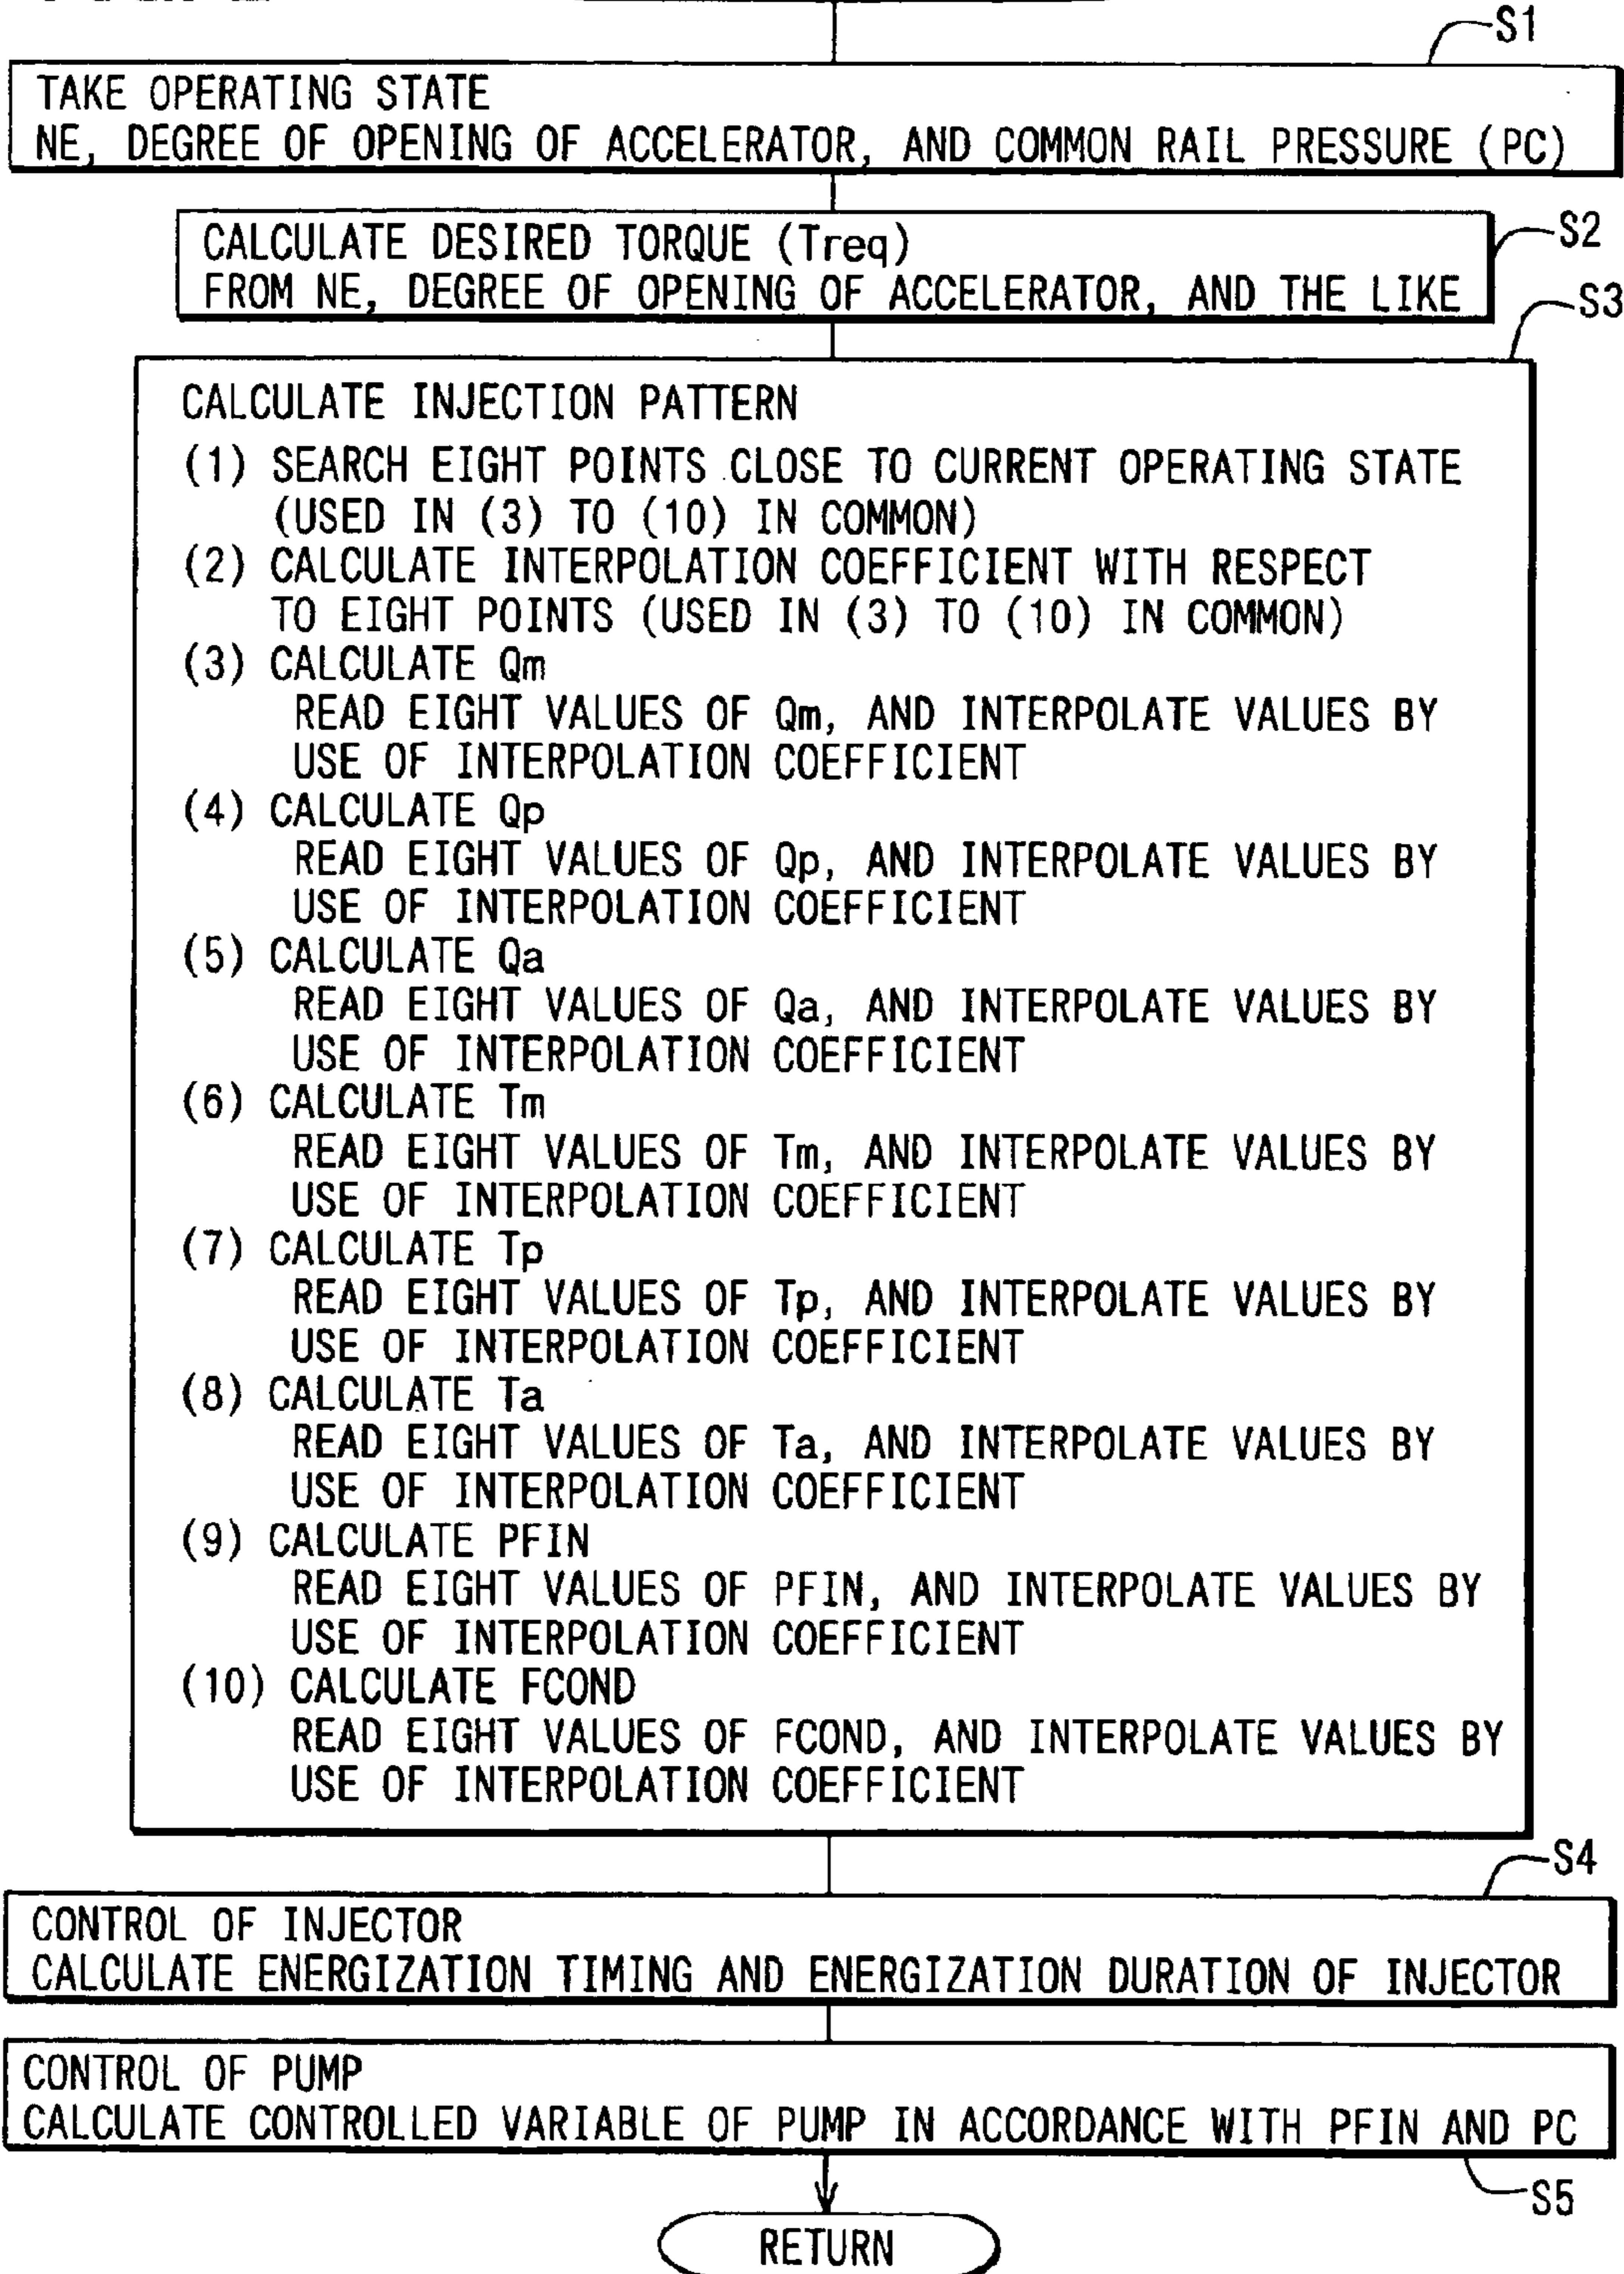 S1
TAKE OPERATING STATE
NE, DEGREE OF OPENING OF ACCELERATOR, AND COMMON RAIL PRESSURE (PC)
S2
CALCULATE DESIRED TORQUE (Treq)
FROM NE, DEGREE OF OPENING OF ACCELERATOR, AND THE LIKE
S3
CALCULATE INJECTION PATTERN
(1) SEARCH EIGHT POINTS CLOSE TO CURRENT OPERATING STATE
(USED IN (3) TO (10) IN COMMON)
(2) CALCULATE INTERPOLATION COEFFICIENT WITH RESPECT
TO EIGHT POINTS (USED IN (3) TO (10) IN COMMON)
(3) CALCULATE Qm
READ EIGHT VALUES OF Qm, AND INTERPOLATE VALUES BY
USE OF INTERPOLATION COEFFICIENT
(4) CALCULATE Qp
READ EIGHT VALUES OF Qp, AND INTERPOLATE VALUES BY
USE OF INTERPOLATION COEFFICIENT
(5) CALCULATE Qa
READ EIGHT VALUES OF Qa, AND INTERPOLATE VALUES BY
USE OF INTERPOLATION COEFFICIENT
(6) CALCULATE Tm
READ EIGHT VALUES OF Tm, AND INTERPOLATE VALUES BY
USE OF INTERPOLATION COEFFICIENT
(7) CALCULATE Tp
READ EIGHT VALUES OF Tp, AND INTERPOLATE VALUES BY
USE OF INTERPOLATION COEFFICIENT
(8) CALCULATE Ta
READ EIGHT VALUES OF Ta, AND INTERPOLATE VALUES BY
USE OF INTERPOLATION COEFFICIENT
(9) CALCULATE PFIN
READ EIGHT VALUES OF PFIN, AND INTERPOLATE VALUES BY
USE OF INTERPOLATION COEFFICIENT
(10) CALCULATE FCOND
READ EIGHT VALUES OF FCOND, AND INTERPOLATE VALUES BY
USE OF INTERPOLATION COEFFICIENT
S4
CONTROL OF INJECTOR
CALCULATE ENERGIZATION TIMING AND ENERGIZATION DURATION OF INJECTOR
CONTROL OF PUMP
CALCULATE CONTROLLED VARIABLE OF PUMP IN ACCORDANCE WITH PFIN AND PC
S5
RETURN